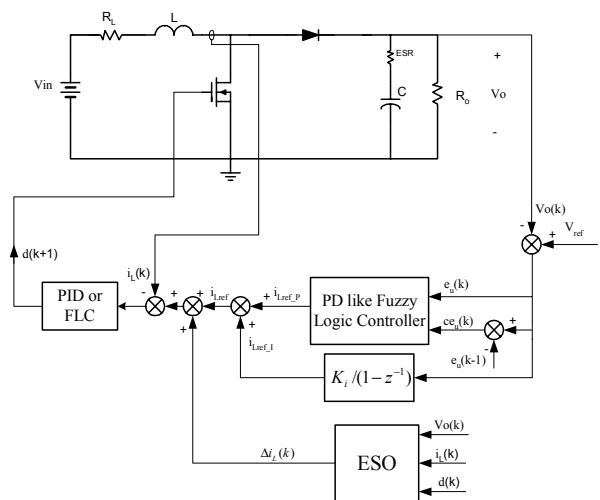 R_L
L
Vin
ESR
C
R_o
+
Vo
-
Vo(k)
-
+
V_ref
d(k+1)
i_L(k)
PID or
FLC
-
+
+
+
i_Lref
+
+
i_Lref_P
i_Lref_I
PD like Fuzzy
Logic Controller
e_u(k)
ce_u(k)
+
-
e_u(k-1)
K_i/(1-z^{-1})
Δi_L(k)
ESO
Vo(k)
i_L(k)
d(k)